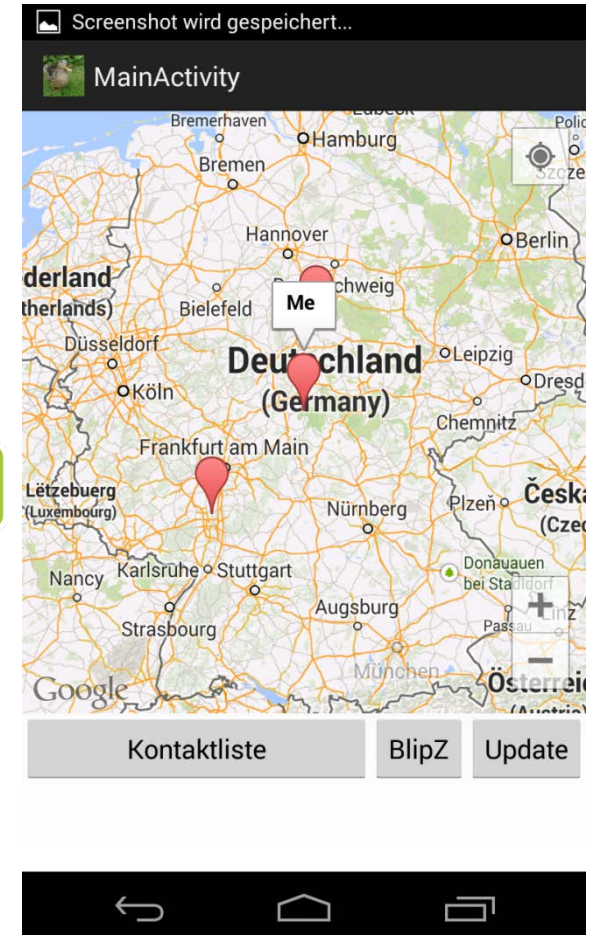 Screenshot wird gespeichert...
MainActivity
Bremerhaven
Hamburg
Bremen
Hannover
Berlin
derland
therlands)
Bielefeld
chweig
Me
Düsseldorf
Deutschland
(Germany)
Leipzig
Köln
Dresd
Chemnitz
Frankfurt am Main
Lëtzebuerg
(Luxembourg)
Nürnberg
Plzeň
Česk
(Czec
Donauauen
bei Stadldorf
Nancy
Karlsruhe
Stuttgart
Augsburg
Passau
Linz
Strasbourg
München
Google
Österrei
(Austria)
Kontaktliste
BlipZ
Update